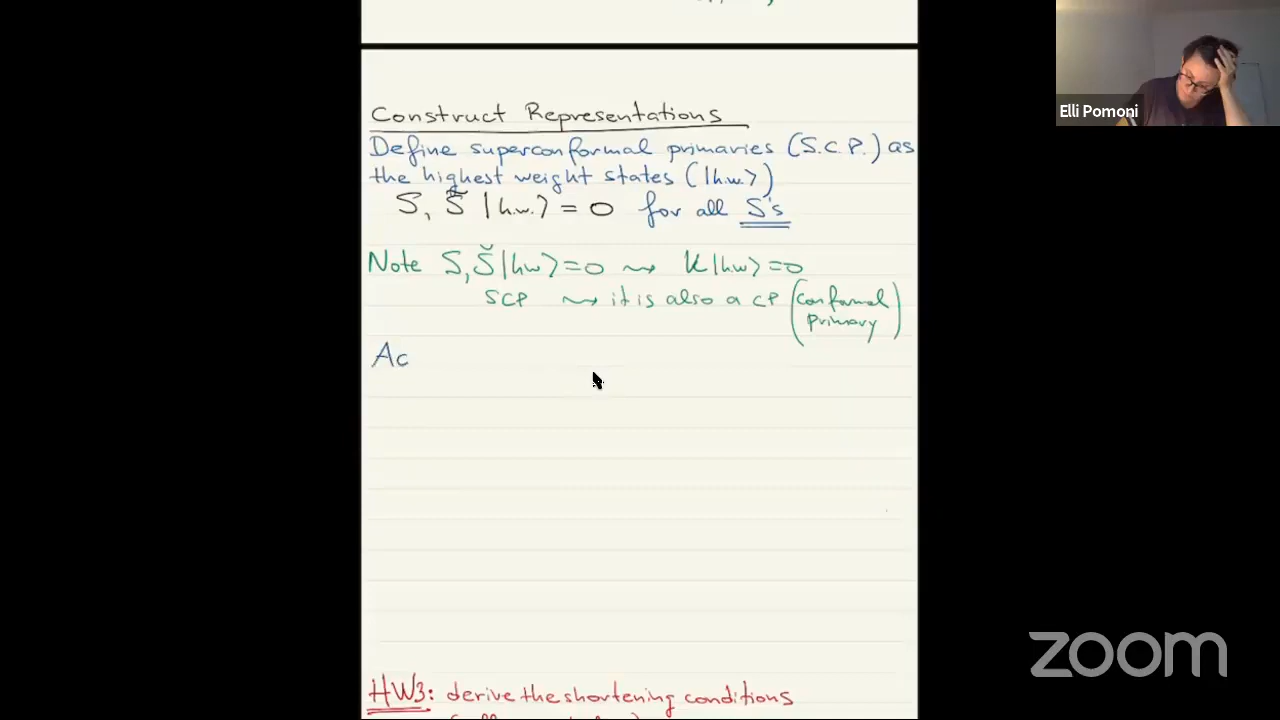 Elli Pomoni
Construct Representations
Define superconformal primaries (S.C.P.) as
the highest weight states (|h.w.⟩)
S, S̃ |h.w.⟩ = 0 for all S's
Note S, S̆ |hw⟩ = 0 ⇝ K|hw⟩ = 0
SCP ⇝ it is also a CP (conformal
primary)
Ac
HW3: derive the shortening conditions
zoom